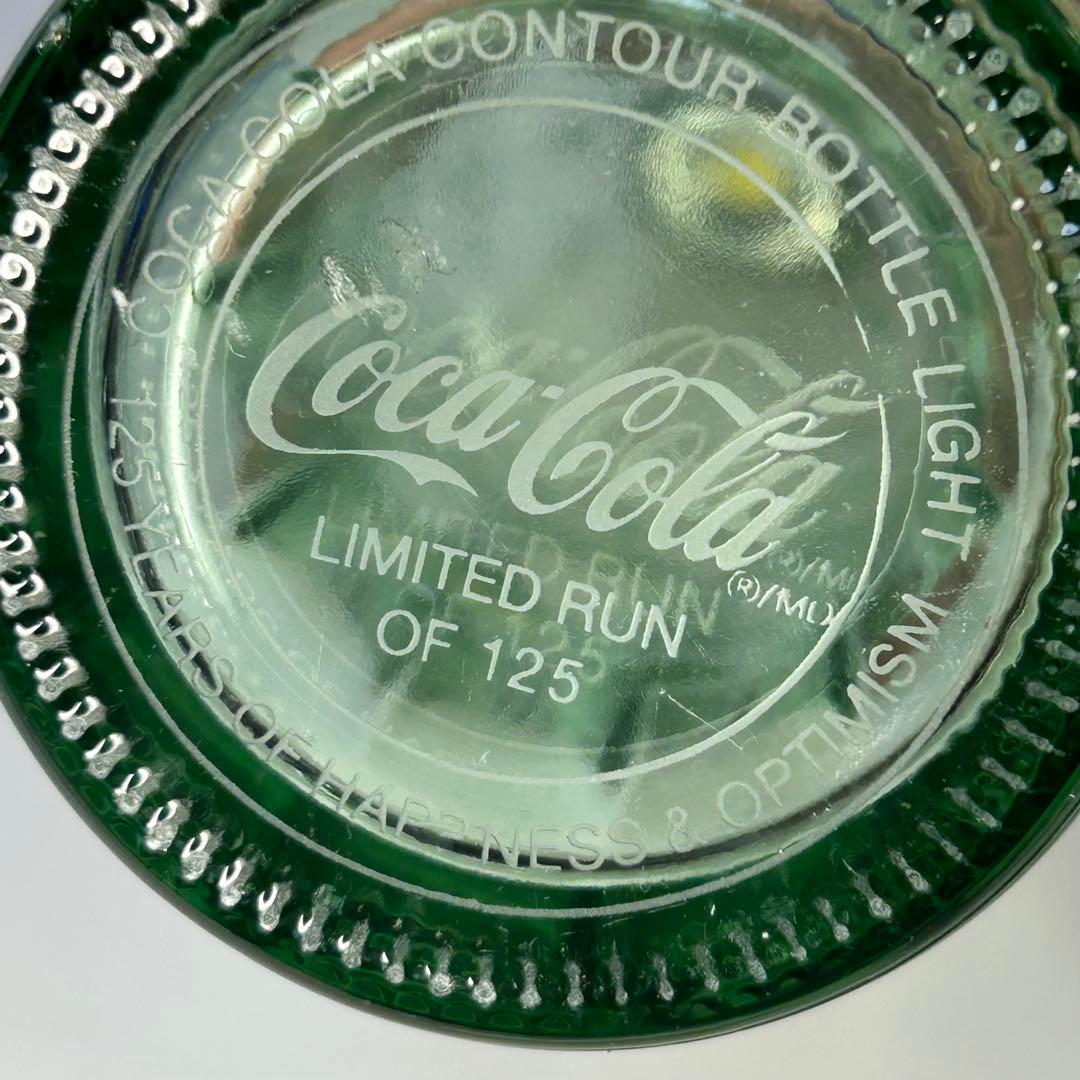 COCA-COLA CONTOUR BOTTLE LIGHT
125 YEARS OF HAPPINESS & OPTIMISM
Coca-Cola
(R)/MD
LIMITED RUN
OF 125